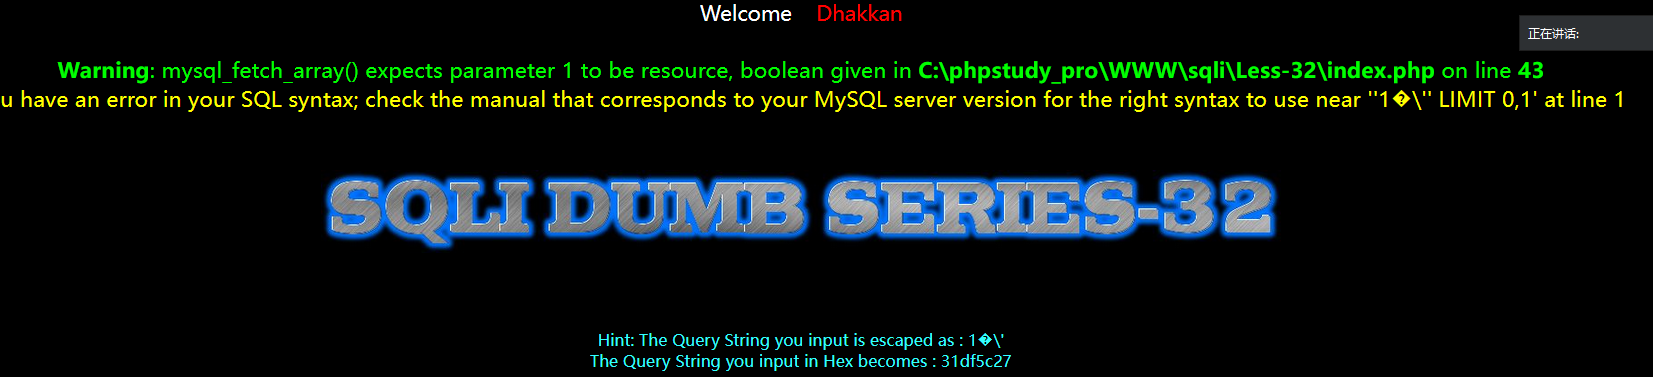 Welcome Dhakkan
正在讲话:
Warning: mysql_fetch_array() expects parameter 1 to be resource, boolean given in C:\phpstudy_pro\WWW\sqli\Less-32\index.php on line 43
u have an error in your SQL syntax; check the manual that corresponds to your MySQL server version for the right syntax to use near ''1�\'' LIMIT 0,1' at line 1
SQLI DUMB SERIES-32
Hint: The Query String you input is escaped as : 1�\'
The Query String you input in Hex becomes : 31df5c27